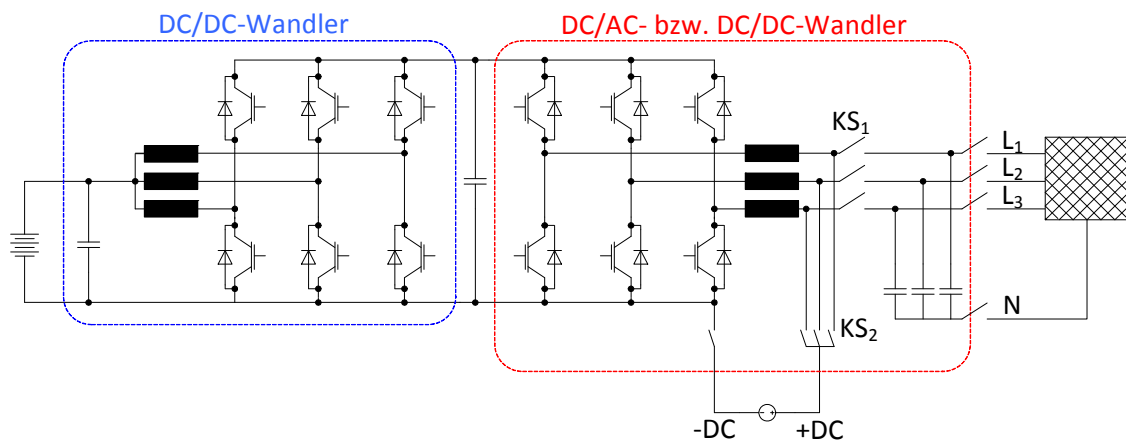 DC/DC-Wandler
DC/AC- bzw. DC/DC-Wandler
KS₁
L₁
L₂
L₃
N
KS₂
-DC
+DC